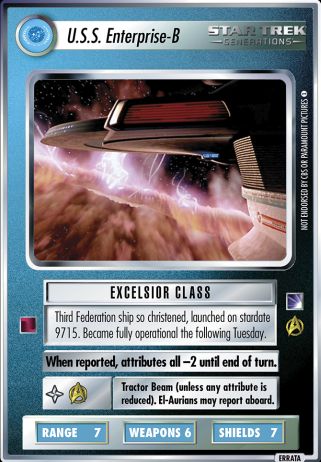 U.S.S. Enterprise-B
STAR TREK
GENERATIONS
NOT ENDORSED BY CBS OR PARAMOUNT PICTURES
EXCELSIOR CLASS
Third Federation ship so christened, launched on stardate
9715. Became fully operational the following Tuesday.
When reported, attributes all –2 until end of turn.
Tractor Beam (unless any attribute is
reduced). El-Aurians may report aboard.
RANGE 7 WEAPONS 6 SHIELDS 7
ERRATA